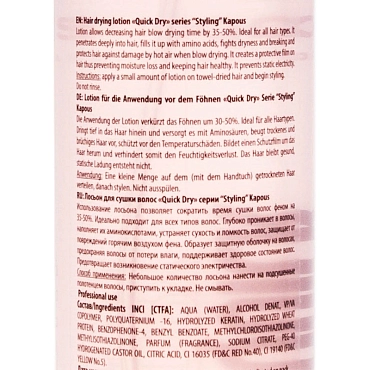 EN: Hair drying lotion «Quick Dry» series "Styling" Kapous
Lotion allows decreasing hair blow drying time by 35-50%. Ideal for all hair types. It
penetrates deeply into hair, fills it up with amino acids, fights dryness and breaking and
protects hair against damage by hot air when blow drying. It creates a protective film on
hair thus preventing moisture loss and keeping hair healthy. It prevents static electricity.
Instructions: apply a small amount of lotion on towel-dried hair and begin styling.
Do not rinse.
DE: Lotion für die Anwendung vor dem Föhnen «Quick Dry» Serie "Styling"
Kapous
Die Anwendung der Lotion verkürzt das Föhnen um 30-50%. Ideal für alle Haartypen.
Dringt tief in das Haar hinein und versorgt es mit Aminosäuren, beugt trockenes und
brüchiges Haar vor, schützt vor den Temperaturschäden. Bildet einen Schutzfilm um das
Haar herum und verhindert somit den Feuchtigkeitsverlust. Das Haar bleibt gesund,
statische Ladung entsteht nicht.
Anwendung: Eine kleine Menge auf dem (mit dem Handtuch) getrockneten Haar
verteilen, danach stylen. Nicht ausspülen.
RU: Лосьон для сушки волос «Quick Dry» серии "Styling" Kapous
Использование лосьона позволяет сократить время сушки волос феном на
35-50%. Идеально подходит для всех типов волос. Глубоко проникает в волосы,
наполняя их аминокислотами, устраняет сухость и ломкость волос, защищает от
повреждений горячим воздухом фена. Образует защитную оболочку на волосах,
предохраняя волосы от потери влаги, поддерживает здоровое состояние волос.
Предотвращает возникновение статического электричества.
Способ применения: Небольшое количество лосьона нанести на подсушенные
полотенцем волосы, приступить к укладке. Не смывать.
Professional use
Состав/Ingredients INCI [CTFA]: AQUA (WATER), ALCOHOL DENAT, VP/VA
COPOLYMER, POLYQUATERNIUM -16, HYDROLYZED KERATIN, HYDROLYZED WHEAT
PROTEIN, BENZOPHENONE-4, BENZYL BENZOATE, METHYLCHLOROISOTHIAZOLINONE,
METHYLISOTHIAZOLINONE, PARFUM (FRAGRANCE), SODIUM CITRATE, PEG-40
HYDROGENATED CASTOR OIL, CITRIC ACID, CI 16035 (FD&C RED No.40), CI 19140 (FD&C
YELLOW No.5)